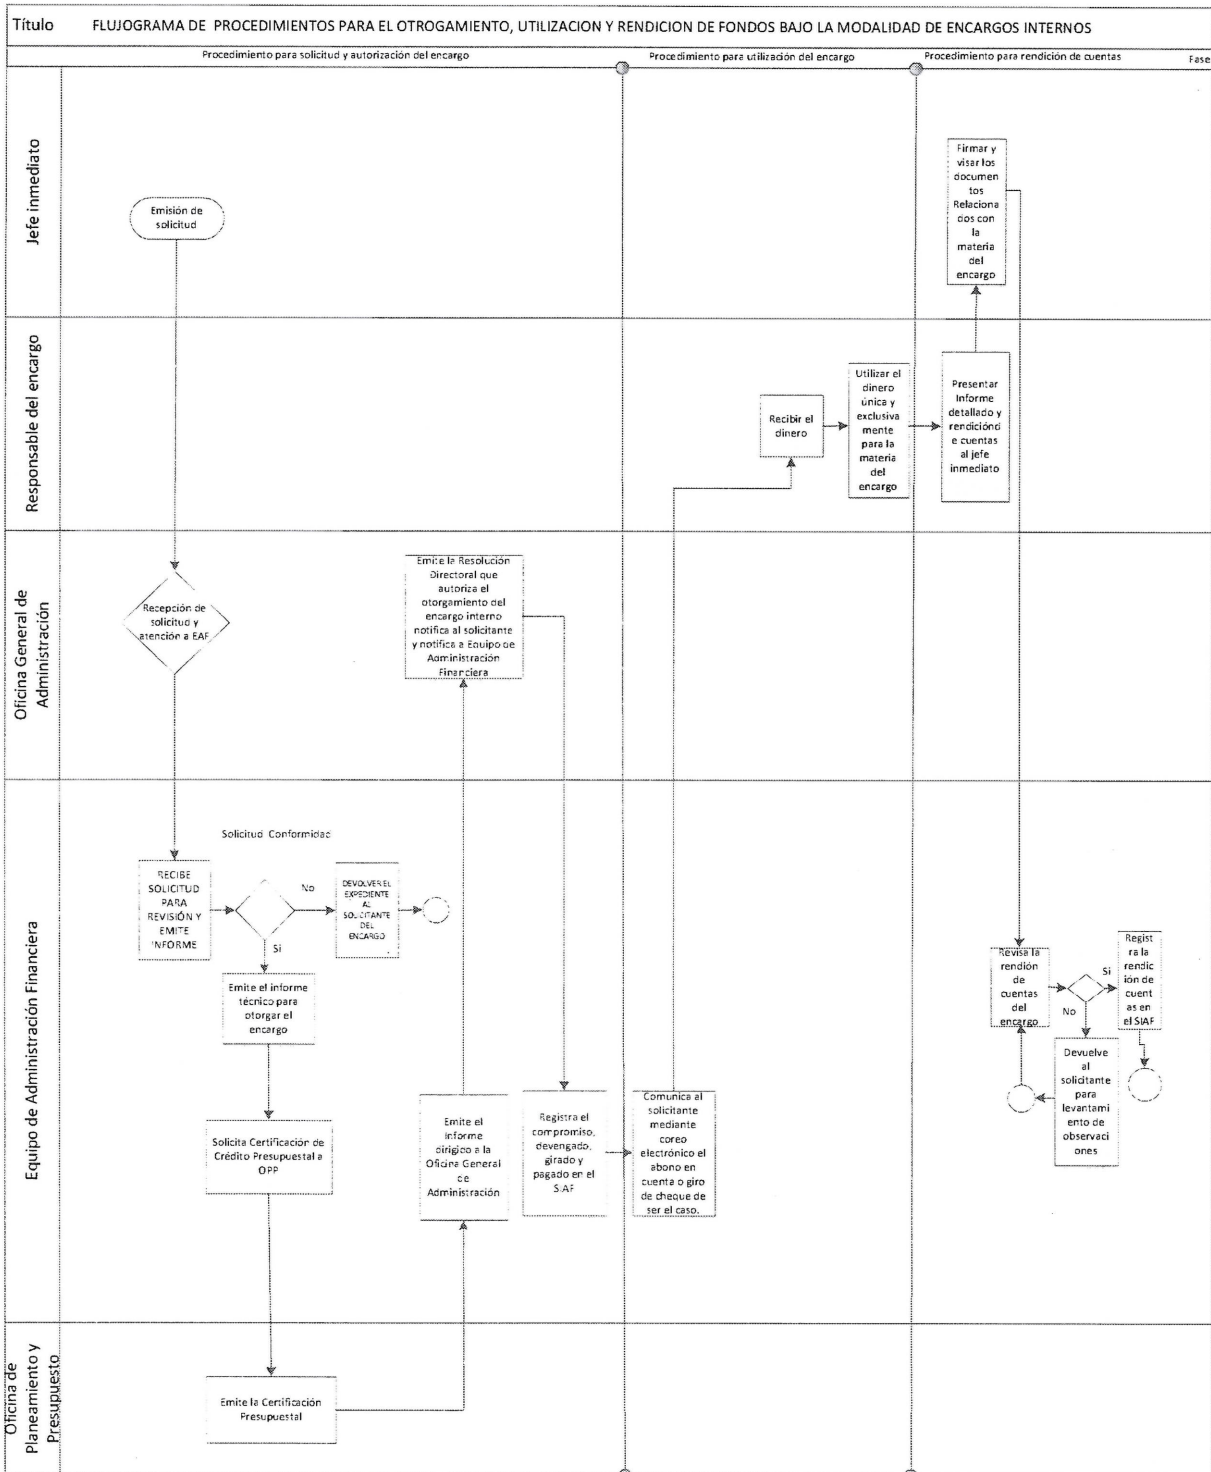 Título
FLUJOGRAMA DE PROCEDIMIENTOS PARA EL OTROGAMIENTO, UTILIZACION Y RENDICION DE FONDOS BAJO LA MODALIDAD DE ENCARGOS INTERNOS
Procedimiento para solicitud y autorización del encargo
Procedimiento para utilización del encargo
Procedimiento para rendición de cuentas
Fase
Jefe inmediato
Emisión de
solicitud
Firmar y
visar los
documen
tos
Relaciona
dos con
la
materia
del
encargo
Responsable del encargo
Recibir el
dinero
Utilizar el
dinero
única y
exclusiva
mente
para la
materia
del
encargo
Presentar
Informe
detallado y
rendiciónd
e cuentas
al jefe
inmediato
Oficina General de
Administración
Recepción de
solicitud y
atención a EAF
Emite la Resolución
Directoral que
autoriza el
otorgamiento del
encargo interno
notifica al solicitante
y notifica a Equipo de
Administración
Financiera
Equipo de Administración Financiera
Solicitud Conformidad
RECIBE
SOLICITUD
PARA
REVISIÓN Y
EMITE
INFORME
No
Si
DEVOLVER EL
EXPEDIENTE
AL
SOLICITANTE
DEL
ENCARGO
Emite el informe
técnico para
otorgar el
encargo
Solicita Certificación de
Crédito Presupuestal a
OPP
Emite el
informe
dirigido a la
Oficina General
de
Administración
Registra el
compromiso,
devengado,
girado y
pagado en el
SIAF
Comunica al
solicitante
mediante
coreo
electrónico el
abono en
cuenta o giro
de cheque de
ser el caso.
Revisa la
rendión
de
cuentas
del
encargo
Si
No
Regist
ra la
rendic
ión de
cuent
as en
el SIAF
Devuelve
al
solicitante
para
levantami
ento de
observaci
ones
Oficina de
Planeamiento y
Presupuesto
Emite la Certificación
Presupuestal